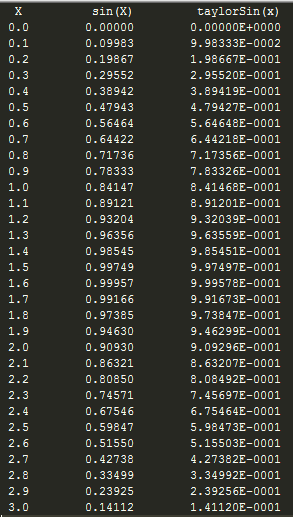 X sin(X) taylorSin(x)
0.0 0.00000 0.00000E+0000
0.1 0.09983 9.98333E-0002
0.2 0.19867 1.98667E-0001
0.3 0.29552 2.95520E-0001
0.4 0.38942 3.89419E-0001
0.5 0.47943 4.79427E-0001
0.6 0.56464 5.64648E-0001
0.7 0.64422 6.44218E-0001
0.8 0.71736 7.17356E-0001
0.9 0.78333 7.83326E-0001
1.0 0.84147 8.41468E-0001
1.1 0.89121 8.91201E-0001
1.2 0.93204 9.32039E-0001
1.3 0.96356 9.63559E-0001
1.4 0.98545 9.85451E-0001
1.5 0.99749 9.97497E-0001
1.6 0.99957 9.99578E-0001
1.7 0.99166 9.91673E-0001
1.8 0.97385 9.73847E-0001
1.9 0.94630 9.46299E-0001
2.0 0.90930 9.09296E-0001
2.1 0.86321 8.63207E-0001
2.2 0.80850 8.08492E-0001
2.3 0.74571 7.45697E-0001
2.4 0.67546 6.75464E-0001
2.5 0.59847 5.98473E-0001
2.6 0.51550 5.15503E-0001
2.7 0.42738 4.27382E-0001
2.8 0.33499 3.34992E-0001
2.9 0.23925 2.39256E-0001
3.0 0.14112 1.41120E-0001